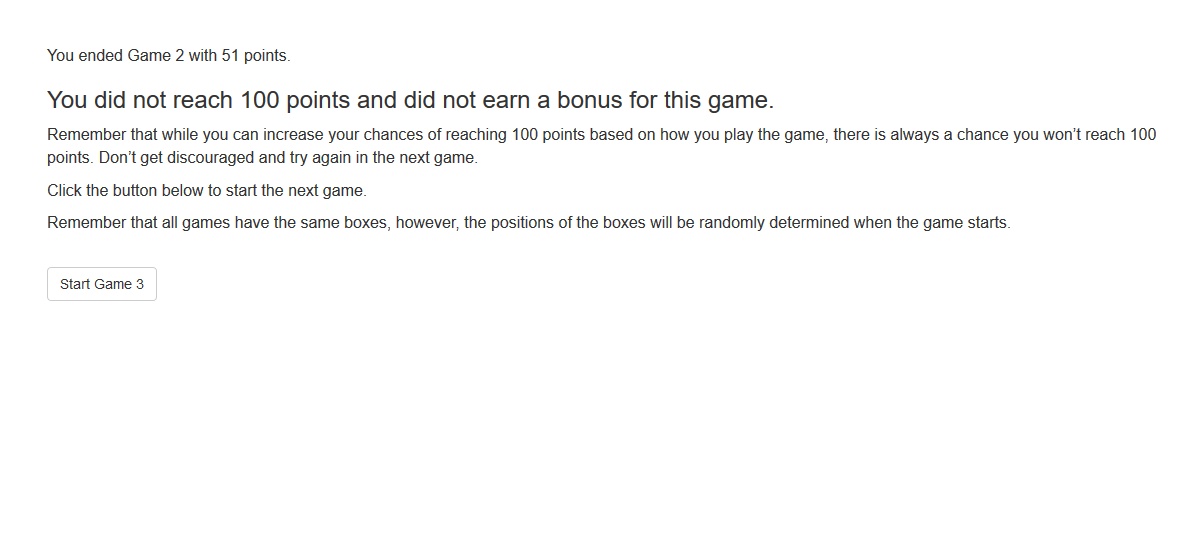 You ended Game 2 with 51 points.
You did not reach 100 points and did not earn a bonus for this game.
Remember that while you can increase your chances of reaching 100 points based on how you play the game, there is always a chance you won’t reach 100
points. Don’t get discouraged and try again in the next game.
Click the button below to start the next game.
Remember that all games have the same boxes, however, the positions of the boxes will be randomly determined when the game starts.
Start Game 3